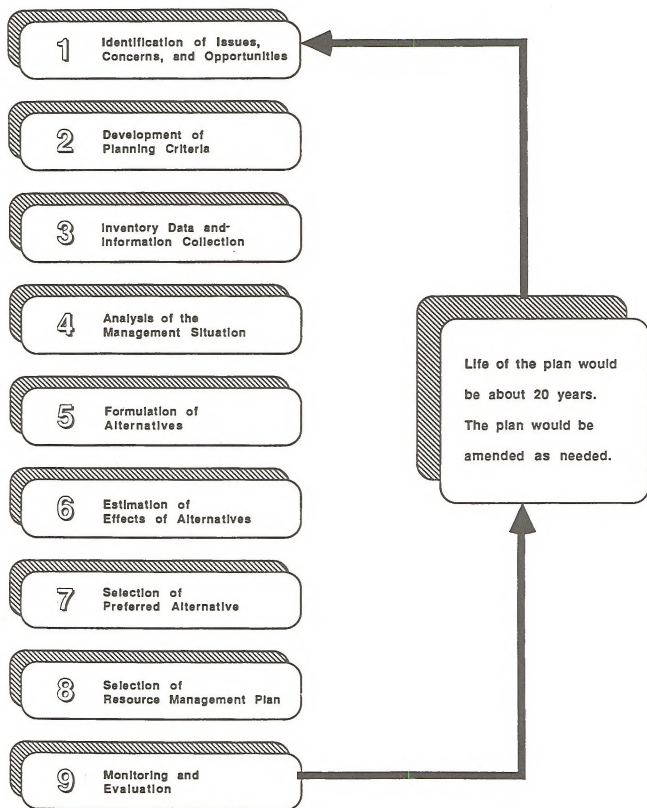 1 Identification of Issues,
Concerns, and Opportunities
2 Development of
Planning Criteria
3 Inventory Data and-
Information Collection
4 Analysis of the
Management Situation
5 Formulation of
Alternatives
6 Estimation of
Effects of Alternatives
7 Selection of
Preferred Alternative
8 Selection of
Resource Management Plan
9 Monitoring and
Evaluation
Life of the plan would
be about 20 years.
The plan would be
amended as needed.